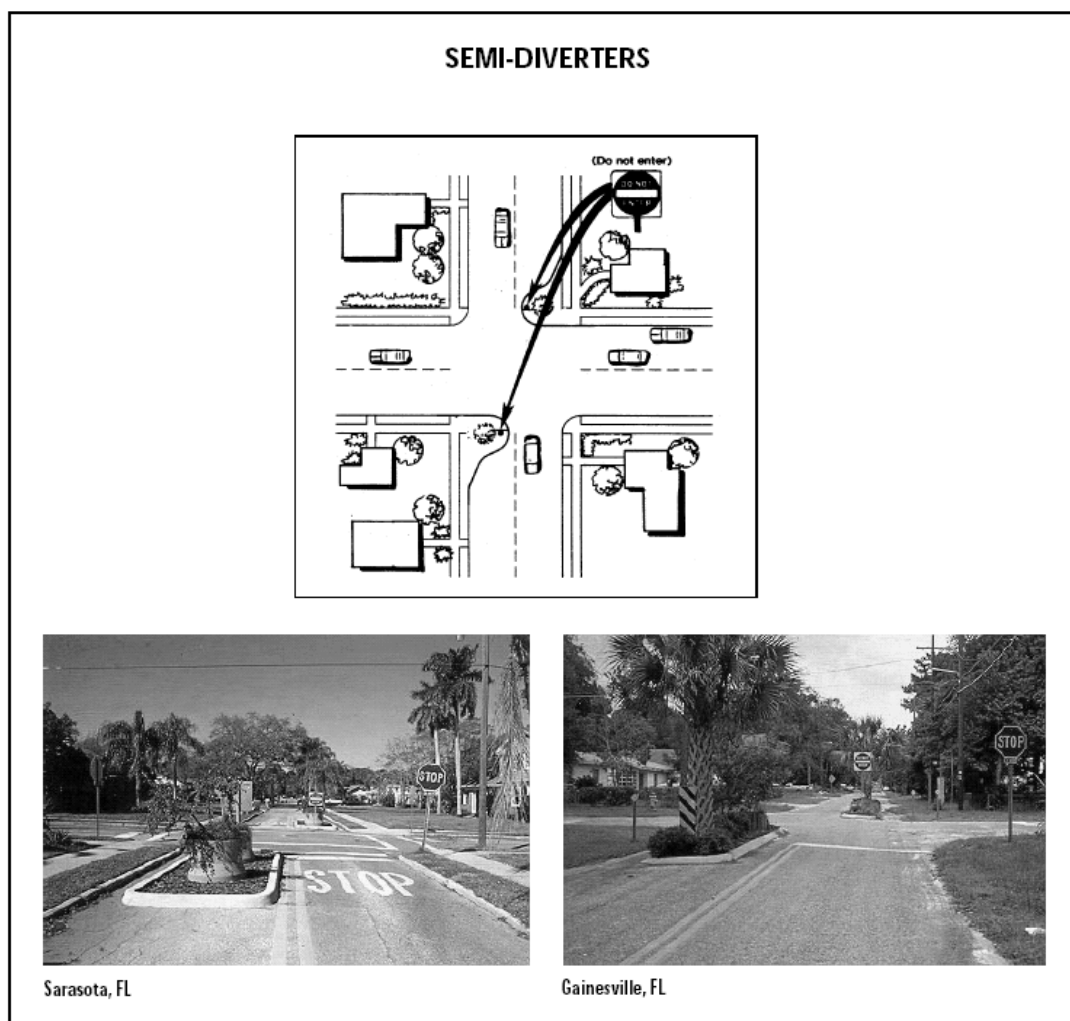 SEMI-DIVERTERS
(Do not enter)
DO NOT
ENTER
STOP
STOP
STOP
Sarasota, FL
Gainesville, FL